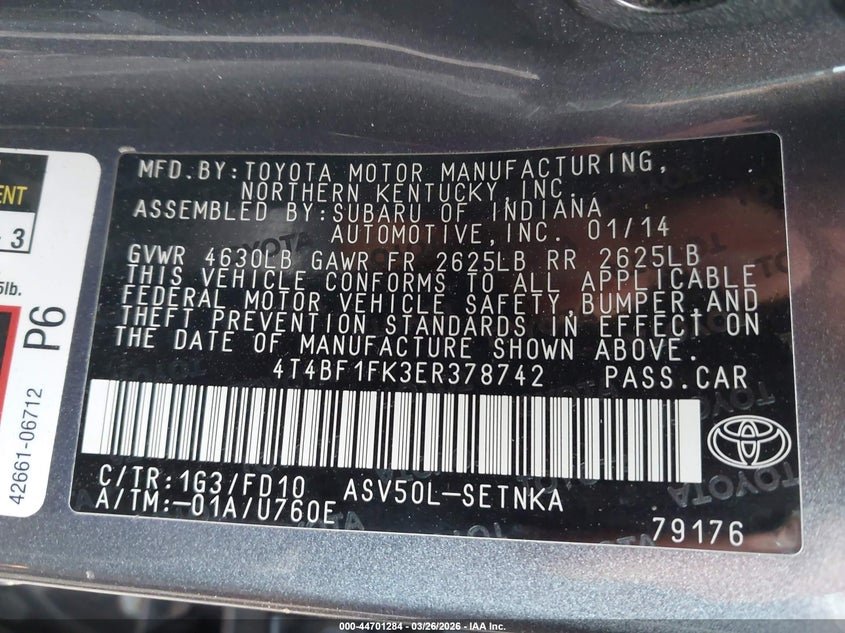 MFD.BY:TOYOTA MOTOR MANUFACTURING,
NORTHERN KENTUCKY,INC.
ASSEMBLED BY:SUBARU OF INDIANA
AUTOMOTIVE,INC. 01/14
GVWR 4630LB GAWR FR 2625LB RR 2625LB
THIS VEHICLE CONFORMS TO ALL APPLICABLE
FEDERAL MOTOR VEHICLE SAFETY,BUMPER,AND
THEFT PREVENTION STANDARDS IN EFFECT ON
THE DATE OF MANUFACTURE SHOWN ABOVE.
4T4BF1FK3ER378742 PASS.CAR
C/TR:1G3/FD10 ASV50L-SETNKA
A/TM:-01A/U760E
79176
TOYOTA
3
lb.
P6
42661-06712
000-44701284 - 03/26/2026 - IAA Inc.